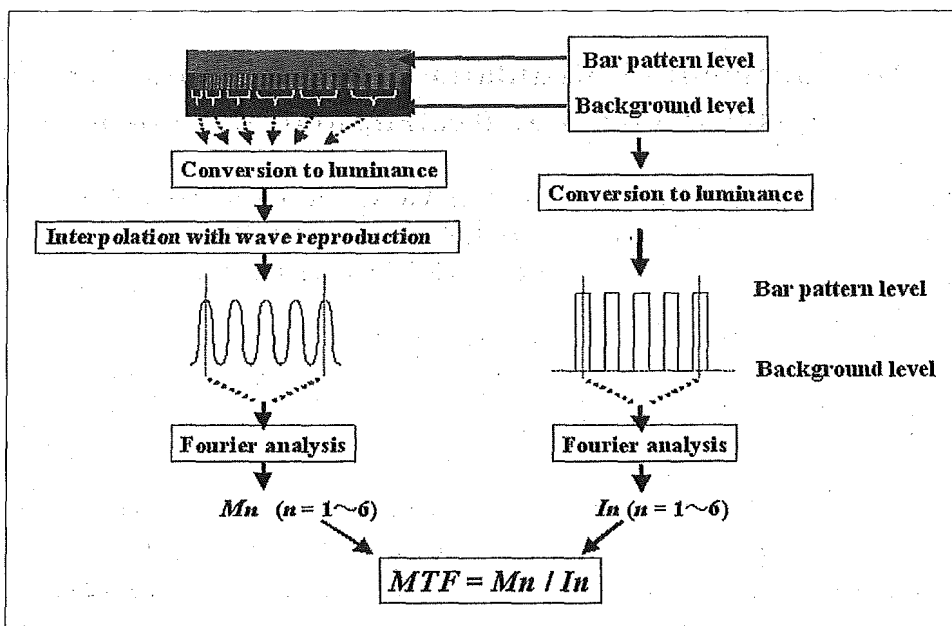 Bar pattern level
Background level
Conversion to luminance
Interpolation with wave reproduction
Fourier analysis
Mn (n = 1～6)
Conversion to luminance
Bar pattern level
Background level
Fourier analysis
In (n = 1～6)
MTF = Mn / In